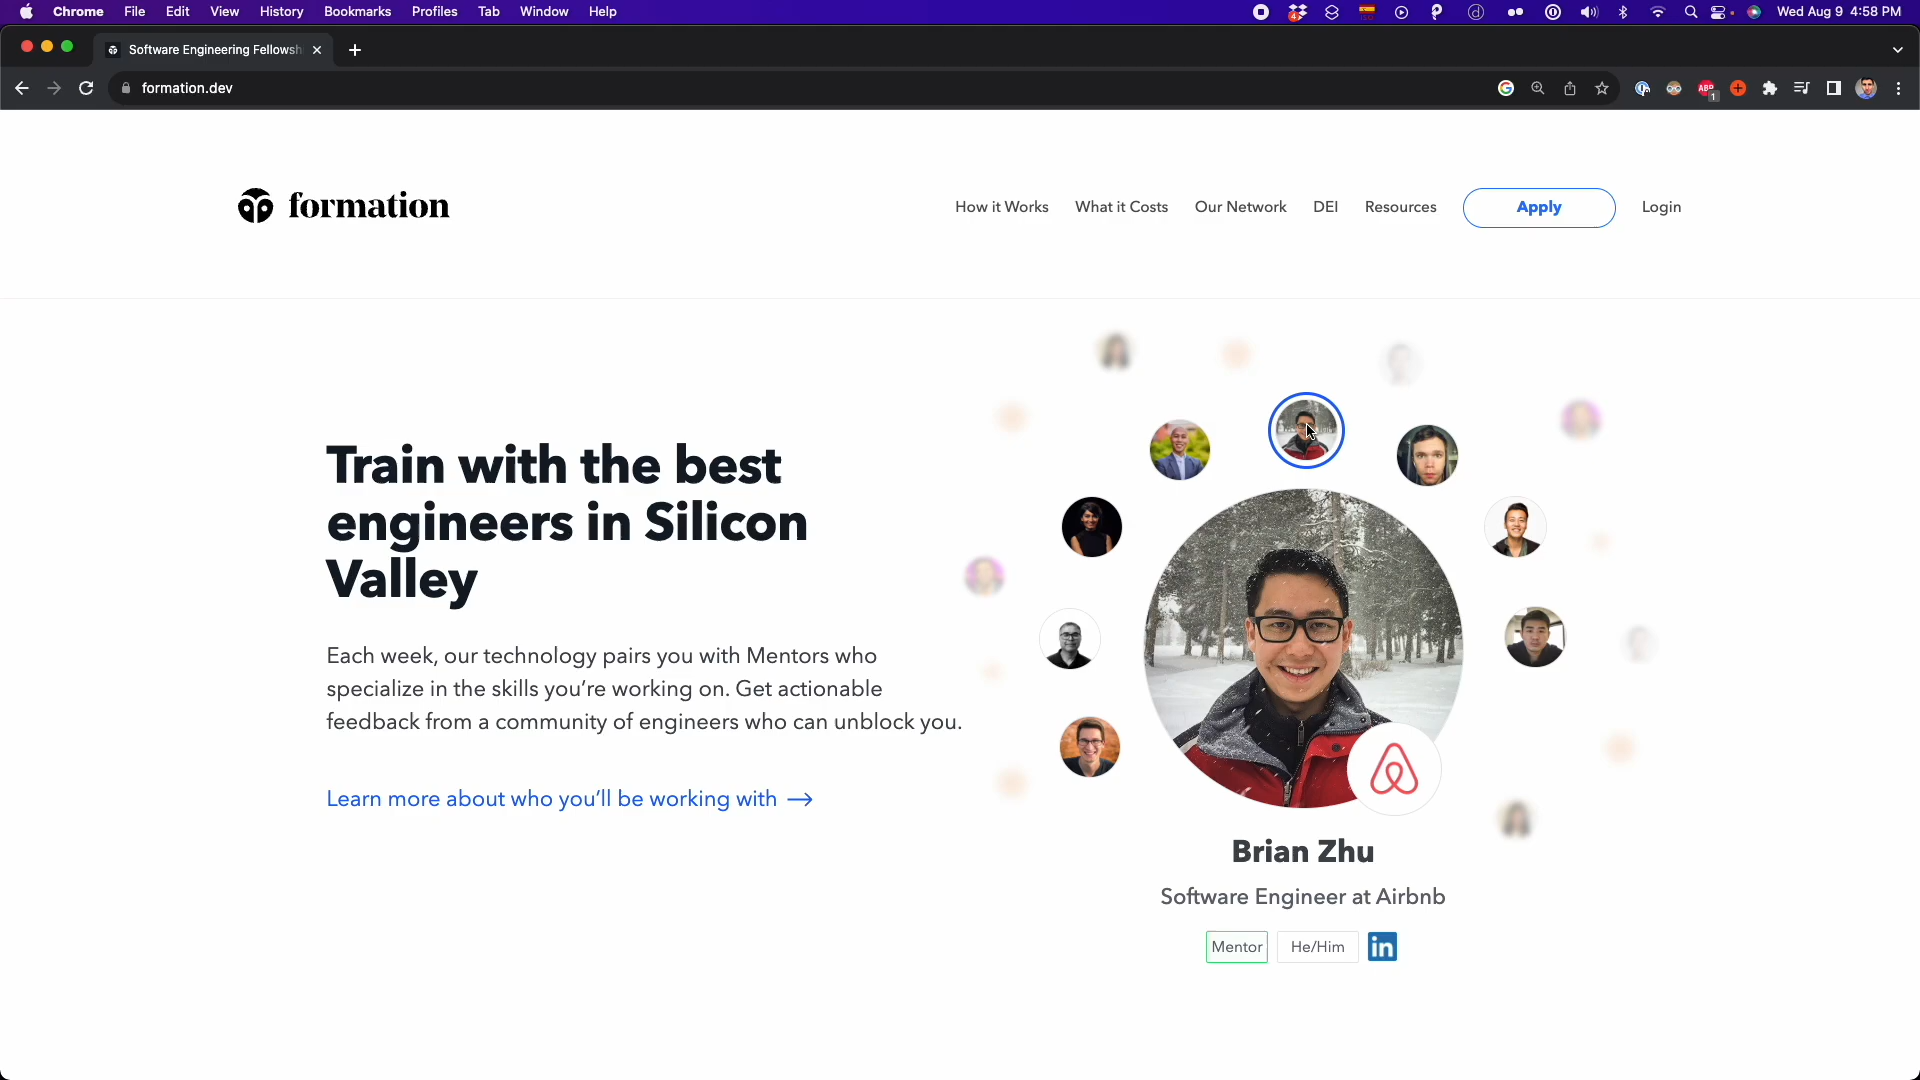 Chrome File Edit View History Bookmarks Profiles Tab Window Help Wed Aug 9 4:58 PM
Software Engineering Fellowsh
formation.dev
formation
How it Works What it Costs Our Network DEI Resources Apply Login
Train with the best
engineers in Silicon
Valley
Each week, our technology pairs you with Mentors who
specialize in the skills you’re working on. Get actionable
feedback from a community of engineers who can unblock you.
Learn more about who you’ll be working with →
Brian Zhu
Software Engineer at Airbnb
Mentor He/Him in